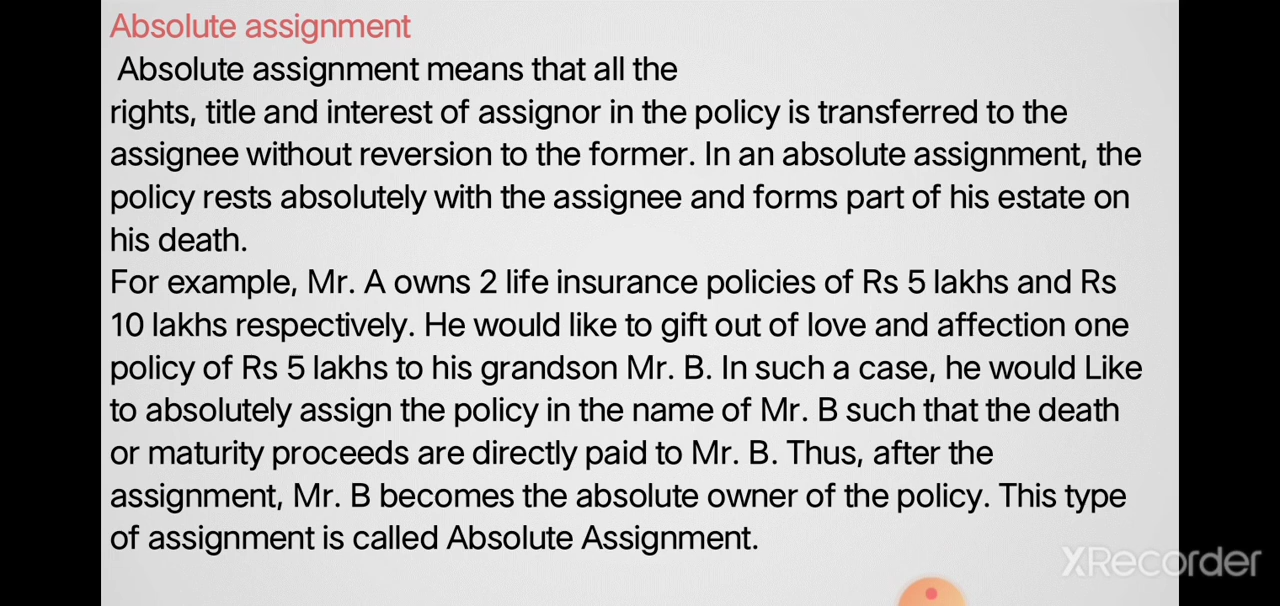 Absolute assignment
Absolute assignment means that all the
rights, title and interest of assignor in the policy is transferred to the
assignee without reversion to the former. In an absolute assignment, the
policy rests absolutely with the assignee and forms part of his estate on
his death.
For example, Mr. A owns 2 life insurance policies of Rs 5 lakhs and Rs
10 lakhs respectively. He would like to gift out of love and affection one
policy of Rs 5 lakhs to his grandson Mr. B. In such a case, he would Like
to absolutely assign the policy in the name of Mr. B such that the death
or maturity proceeds are directly paid to Mr. B. Thus, after the
assignment, Mr. B becomes the absolute owner of the policy. This type
of assignment is called Absolute Assignment.
XRecorder